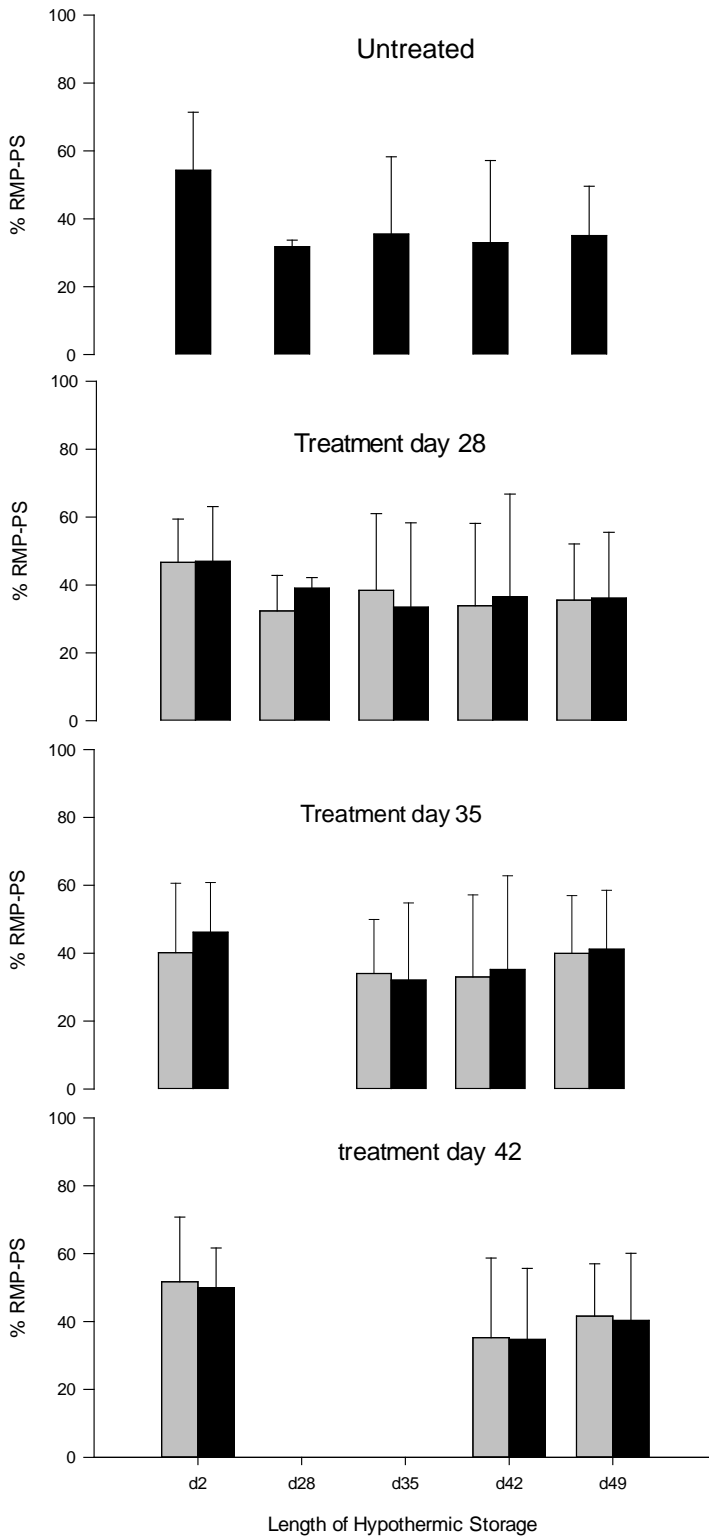 Untreated
% RMP-PS
100
80
60
40
20
0
Treatment day 28
% RMP-PS
100
80
60
40
20
0
Treatment day 35
% RMP-PS
100
80
60
40
20
0
treatment day 42
% RMP-PS
100
80
60
40
20
0
d2 d28 d35 d42 d49
Length of Hypothermic Storage